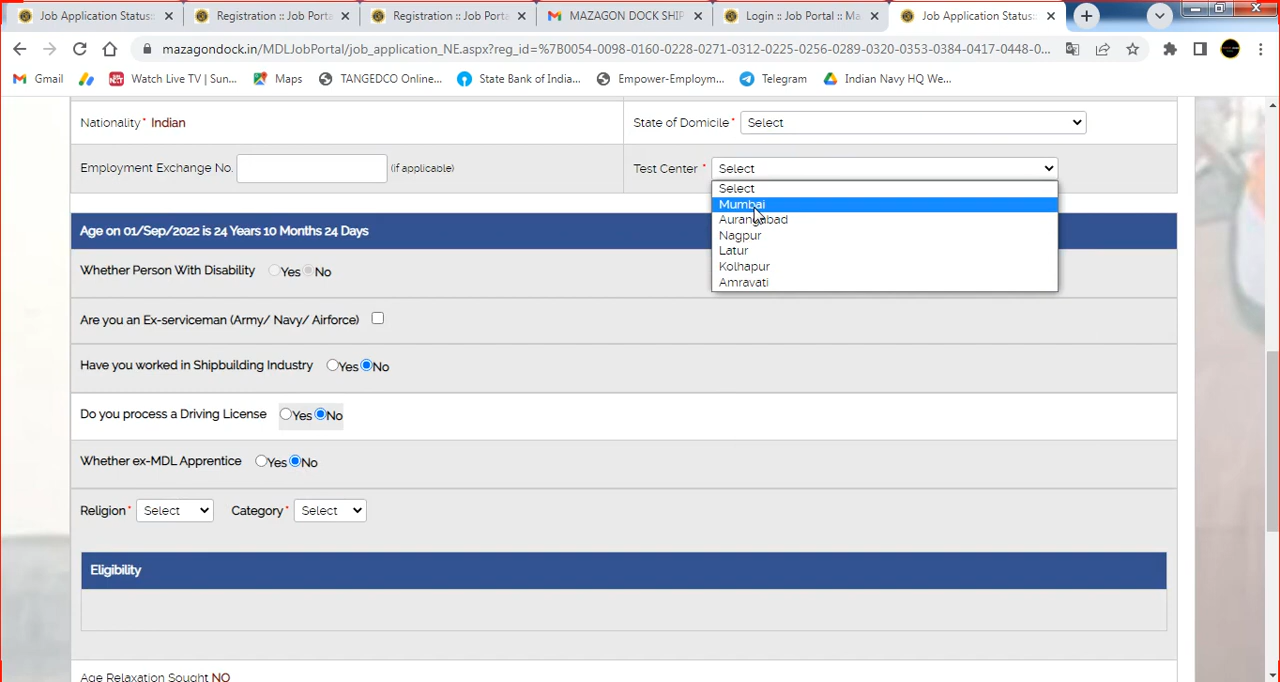 Job Application Status::
Registration :: Job Porta
Registration :: Job Porta
MAZAGON DOCK SHIP
Login :: Job Portal :: Ma
Job Application Status::
mazagondock.in/MDLJobPortal/job_application_NE.aspx?reg_id=%7B0054-0098-0160-0228-0271-0312-0225-0256-0289-0320-0353-0384-0417-0448-0...
Gmail
Watch Live TV | Sun...
Maps
TANGEDCO Online...
State Bank of India...
Empower-Employm...
Telegram
Indian Navy HQ We...
Nationality* Indian
State of Domicile* Select
Employment Exchange No. (if applicable)
Test Center * Select
Select
Mumbai
Aurangabad
Nagpur
Latur
Kolhapur
Amravati
Age on 01/Sep/2022 is 24 Years 10 Months 24 Days
Whether Person With Disability Yes No
Are you an Ex-serviceman (Army/ Navy/ Airforce)
Have you worked in Shipbuilding Industry Yes No
Do you process a Driving License Yes No
Whether ex-MDL Apprentice Yes No
Religion* Select Category* Select
Eligibility
Age Relaxation Sought NO